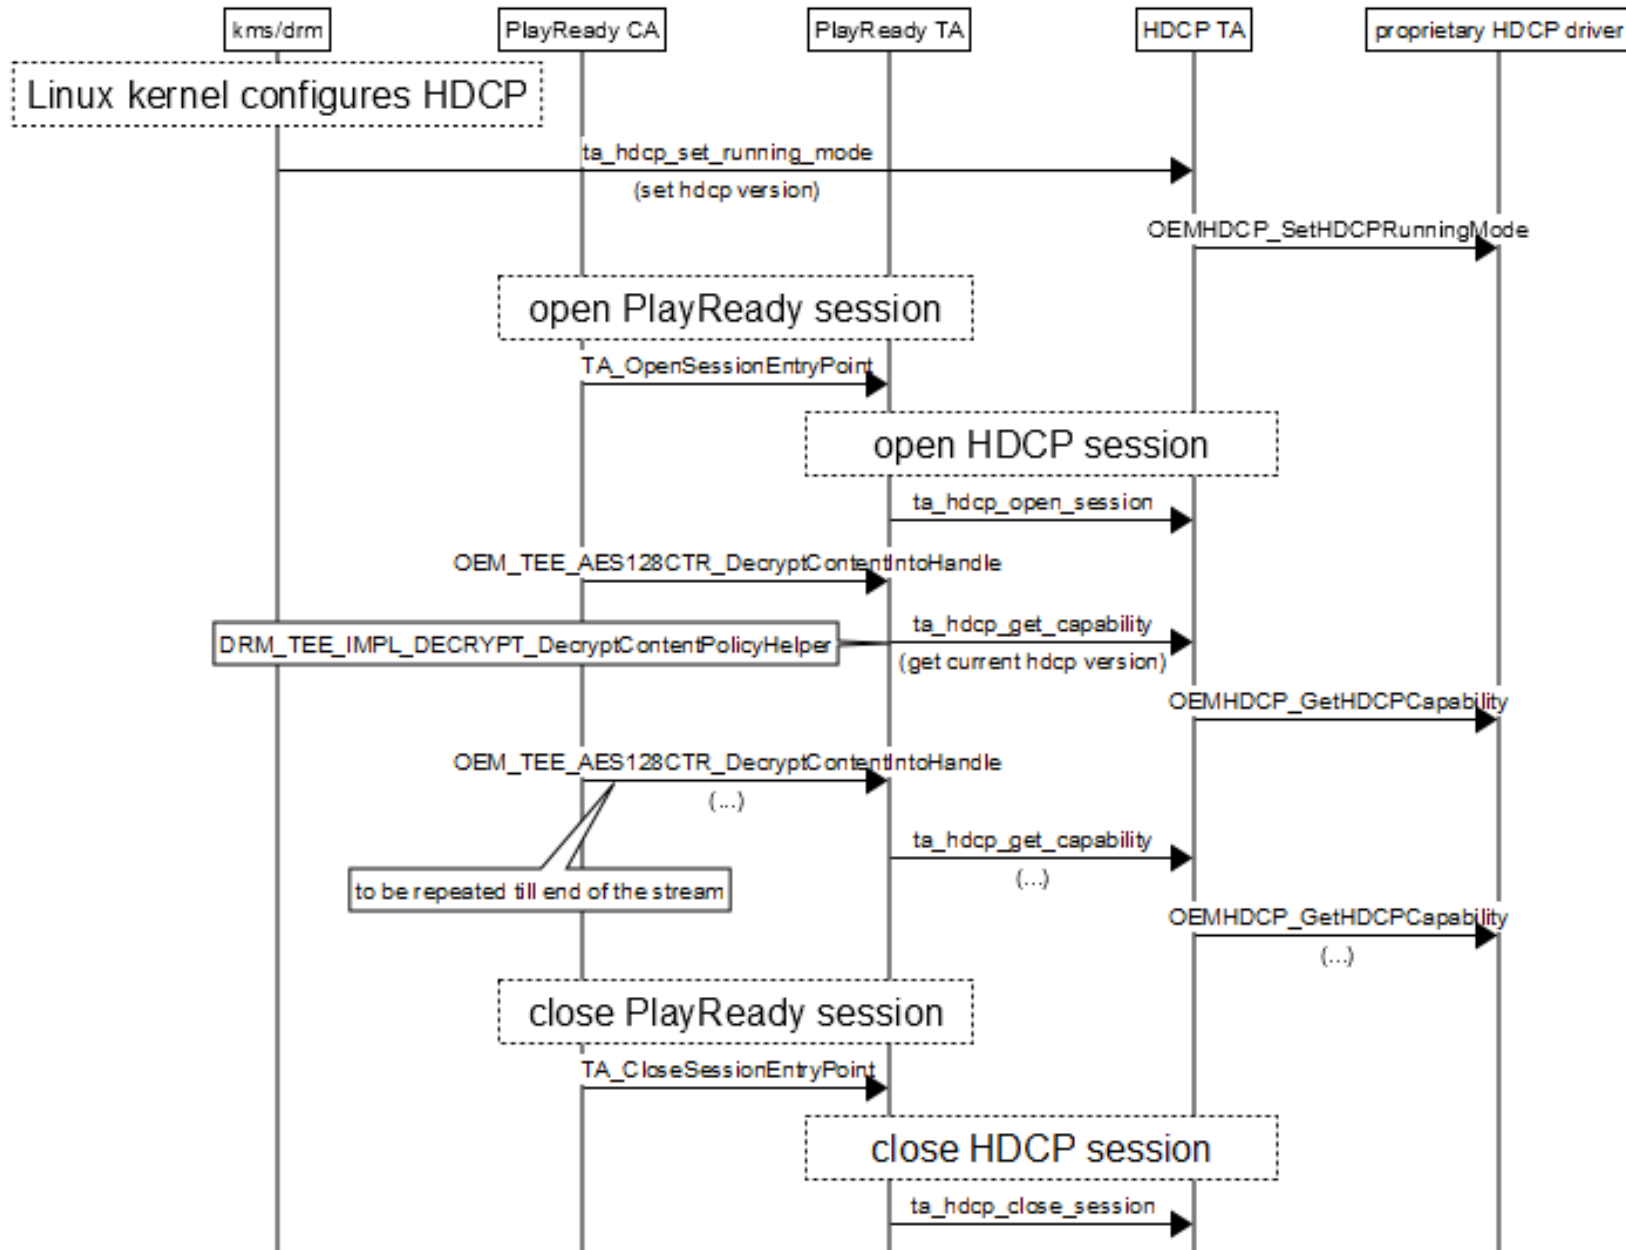 kms/drm
PlayReady CA
PlayReady TA
HDCP TA
proprietary HDCP driver
Linux kernel configures HDCP
ta_hdcp_set_running_mode
(set hdcp version)
OEMHDCP_SetHDCPRunningMode
open PlayReady session
TA_OpenSessionEntryPoint
open HDCP session
ta_hdcp_open_session
OEM_TEE_AES128CTR_DecryptContentIntoHandle
ta_hdcp_get_capability
DRM_TEE_IMPL_DECRYPT_DecryptContentPolicyHelper
(get current hdcp version)
OEMHDCP_GetHDCPCapability
OEM_TEE_AES128CTR_DecryptContentIntoHandle
(...)
ta_hdcp_get_capability
(...)
to be repeated till end of the stream
OEMHDCP_GetHDCPCapability
(...)
close PlayReady session
TA_CloseSessionEntryPoint
close HDCP session
ta_hdcp_close_session